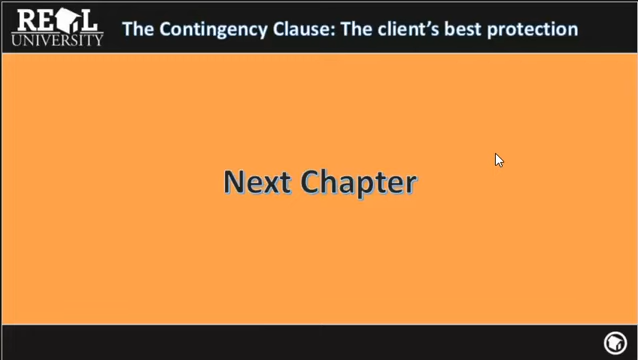 REAL
UNIVERSITY
The Contingency Clause: The client's best protection
Next Chapter